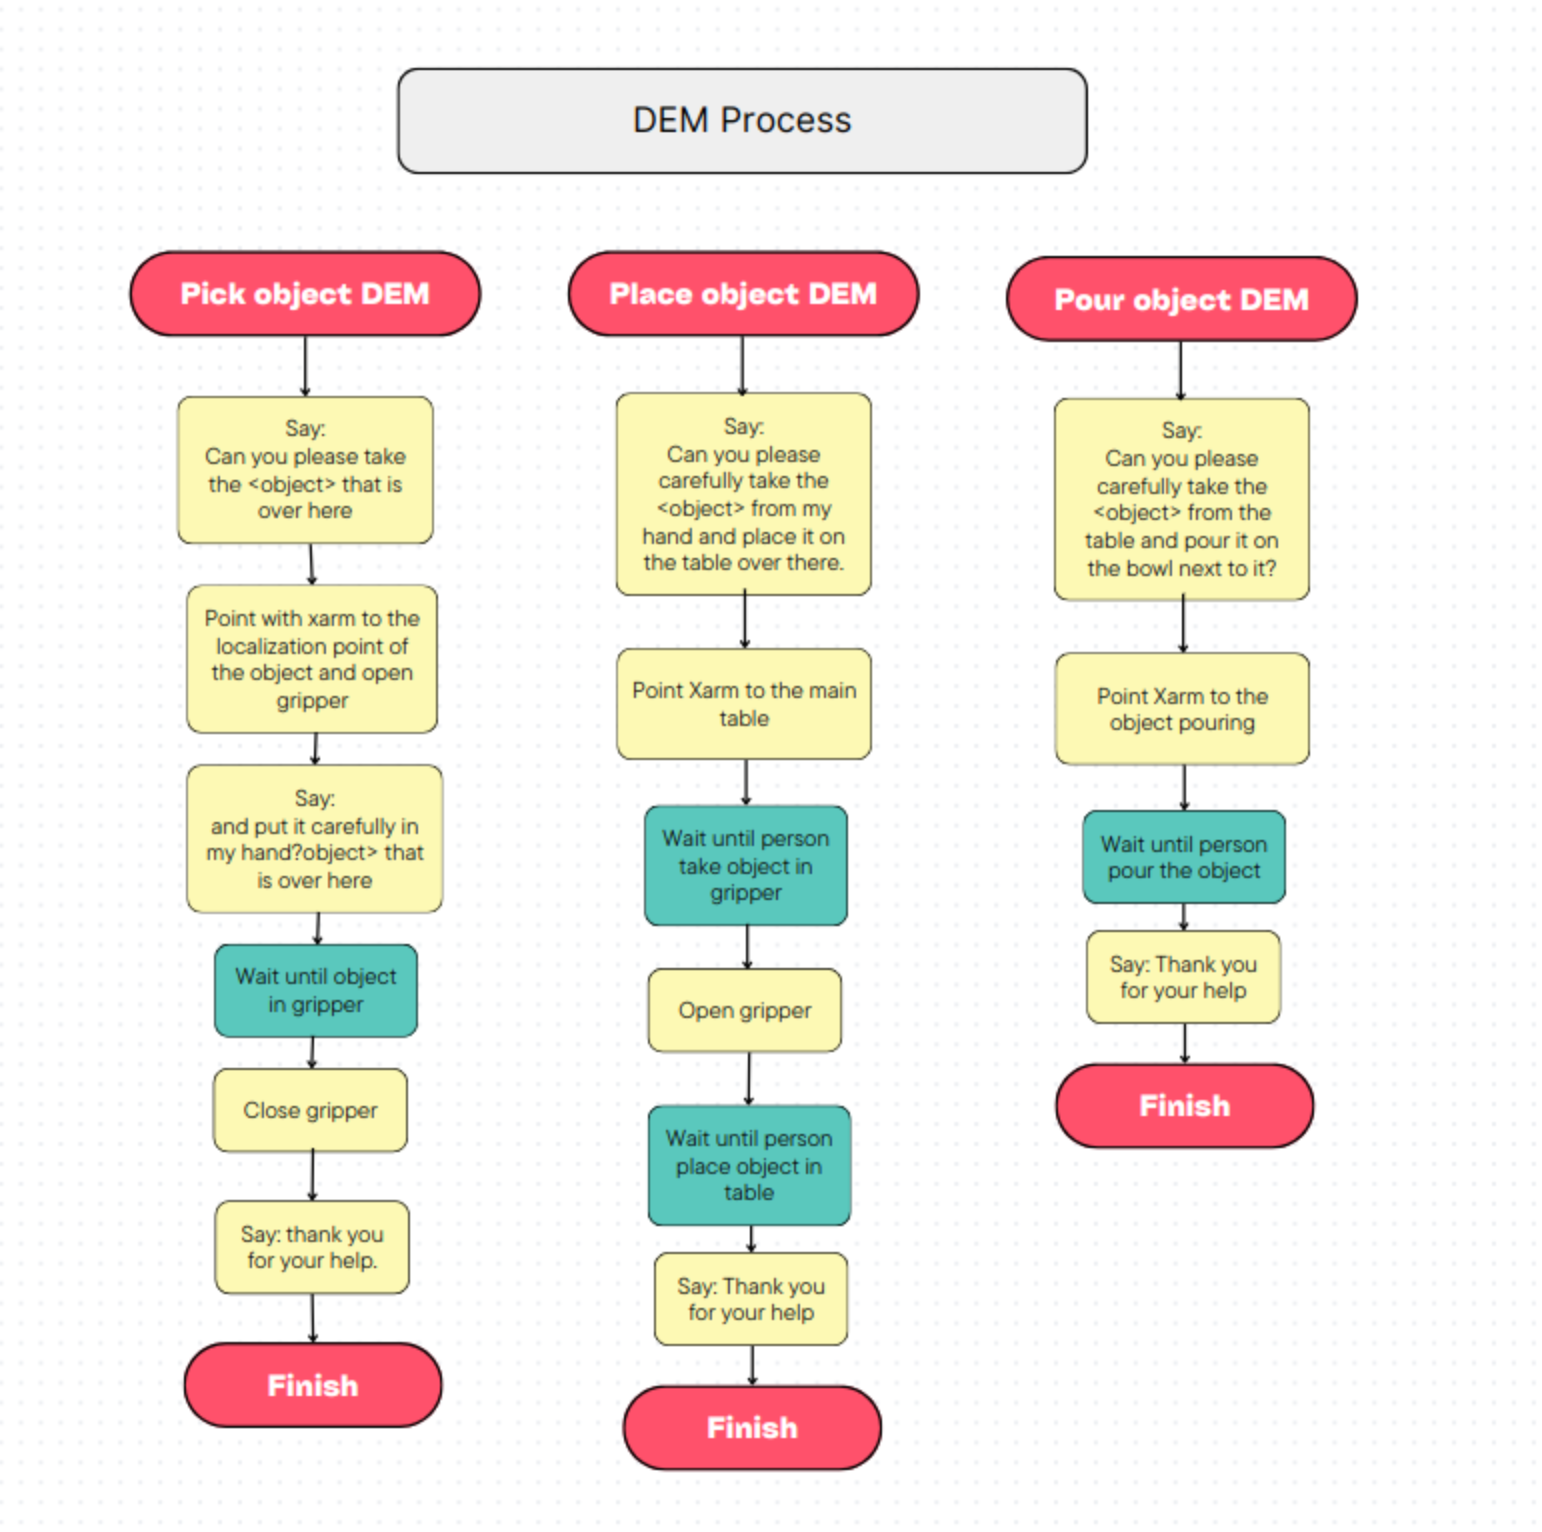 DEM Process
Pick object DEM
Say:
Can you please take
the <object> that is
over here
Point with xarm to the
localization point of
the object and open
gripper
Say:
and put it carefully in
my hand?object> that
is over here
Wait until object
in gripper
Close gripper
Say: thank you
for your help.
Finish
Place object DEM
Say:
Can you please
carefully take the
<object> from my
hand and place it on
the table over there.
Point Xarm to the main
table
Wait until person
take object in
gripper
Open gripper
Wait until person
place object in
table
Say: Thank you
for your help
Finish
Pour object DEM
Say:
Can you please
carefully take the
<object> from the
table and pour it on
the bowl next to it?
Point Xarm to the
object pouring
Wait until person
pour the object
Say: Thank you
for your help
Finish